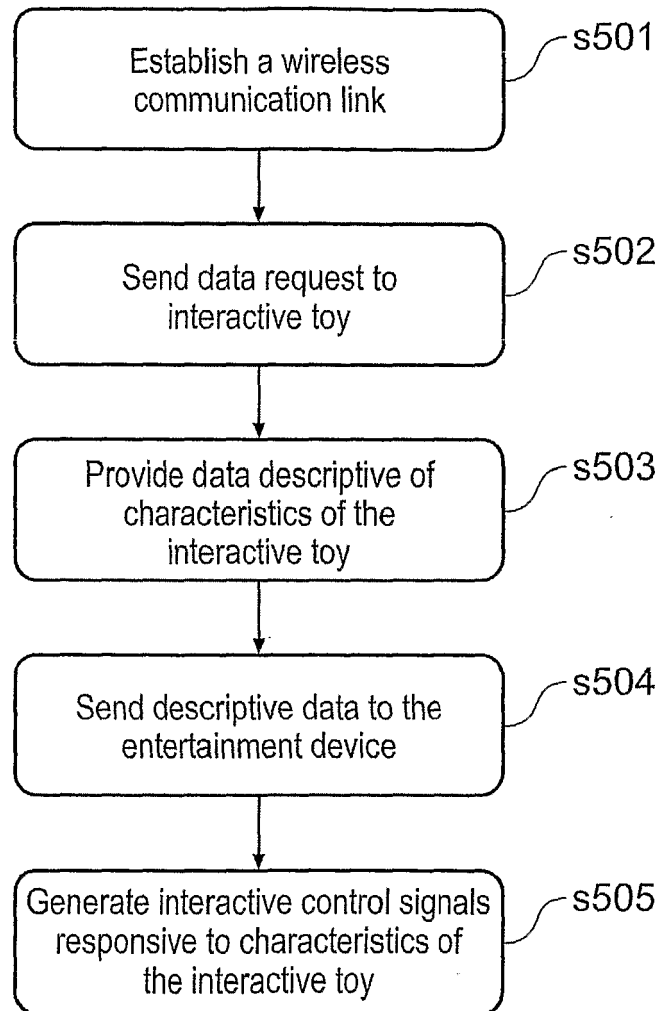 Establish a wireless
communication link
s501
Send data request to
interactive toy
s502
Provide data descriptive of
characteristics of the
interactive toy
s503
Send descriptive data to the
entertainment device
s504
Generate interactive control signals
responsive to characteristics of
the interactive toy
s505